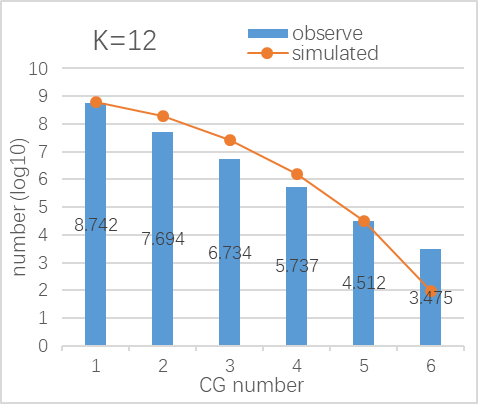 K=12
observe
simulated
number (log10)
10
9
8
7
6
5
4
3
2
1
0
8.742
7.694
6.734
5.737
4.512
3.475
1 2 3 4 5 6
CG number